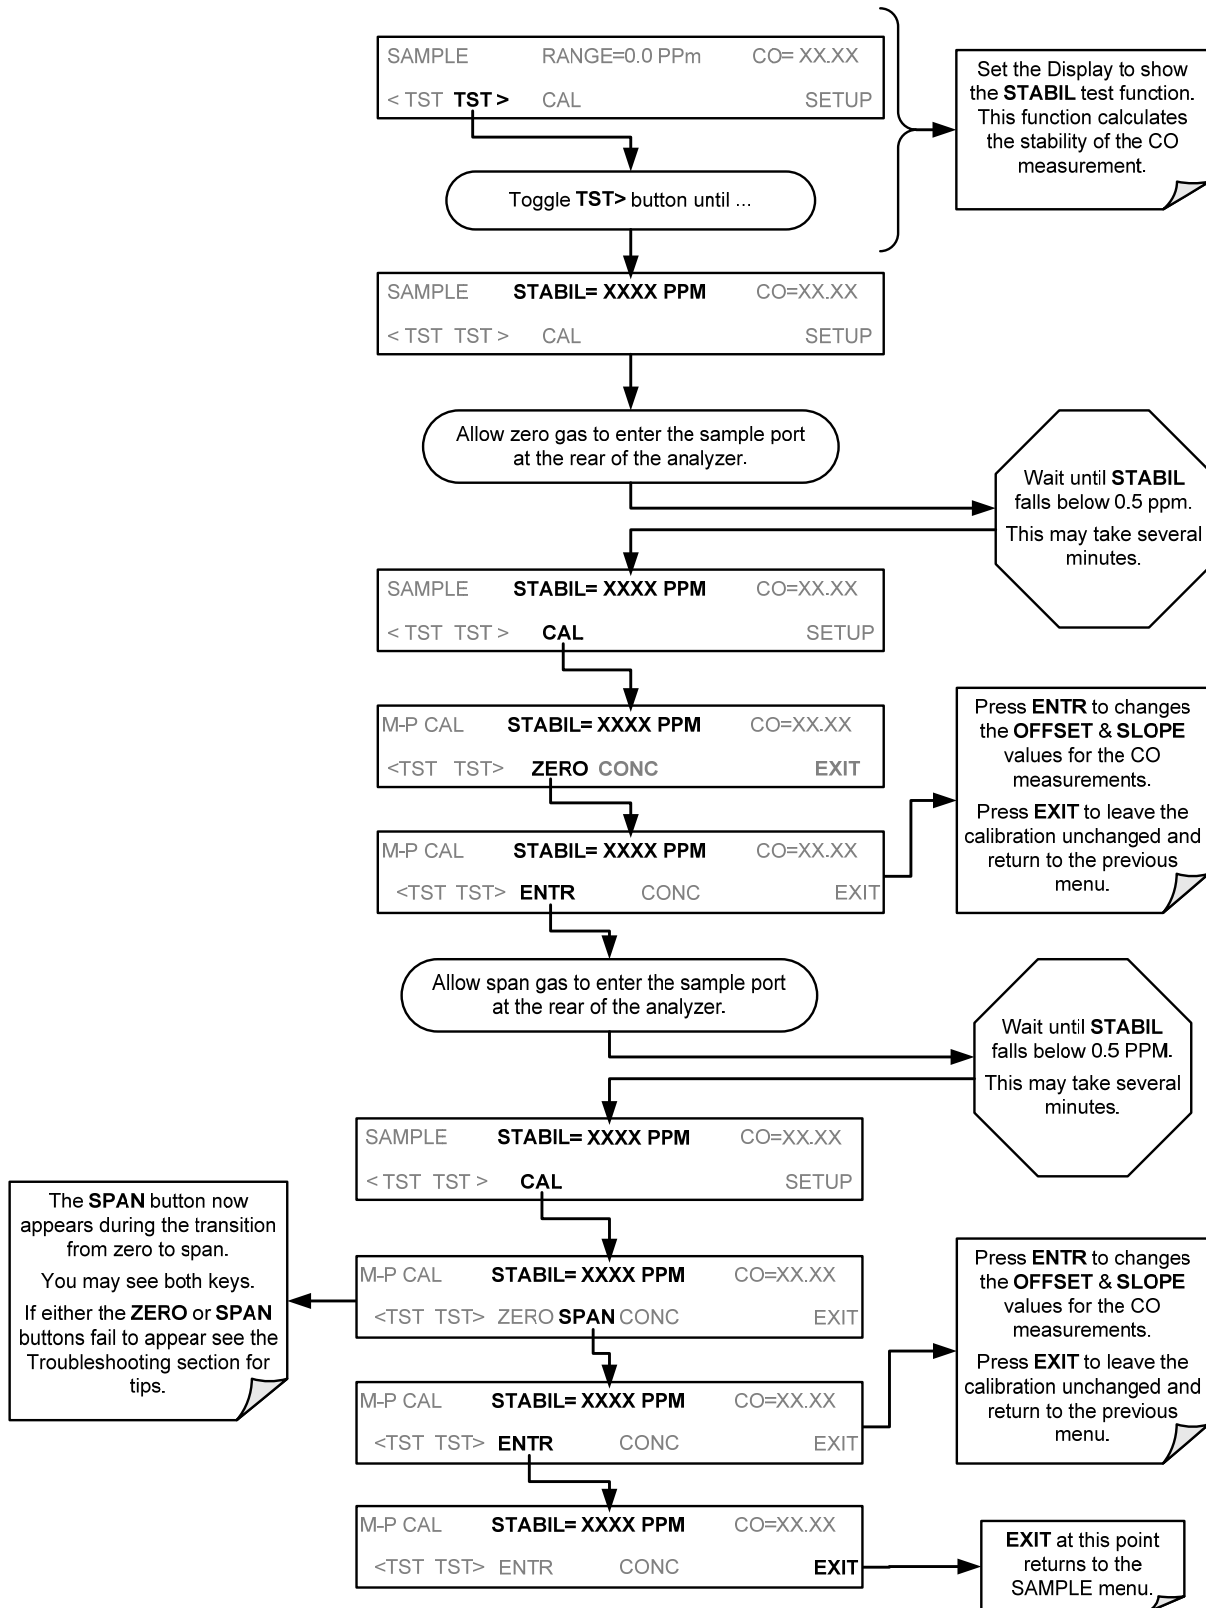 SAMPLE RANGE=0.0 PPm CO= XX.XX
< TST TST > CAL SETUP
Set the Display to show
the STABIL test function.
This function calculates
the stability of the CO
measurement.
Toggle TST> button until ...
SAMPLE STABIL= XXXX PPM CO=XX.XX
< TST TST > CAL SETUP
Allow zero gas to enter the sample port
at the rear of the analyzer.
Wait until STABIL
falls below 0.5 ppm.
This may take several
minutes.
SAMPLE STABIL= XXXX PPM CO=XX.XX
< TST TST > CAL SETUP
M-P CAL STABIL= XXXX PPM CO=XX.XX
<TST TST> ZERO CONC EXIT
M-P CAL STABIL= XXXX PPM CO=XX.XX
<TST TST> ENTR CONC EXIT
Press ENTR to changes
the OFFSET & SLOPE
values for the CO
measurements.
Press EXIT to leave the
calibration unchanged and
return to the previous
menu.
Allow span gas to enter the sample port
at the rear of the analyzer.
Wait until STABIL
falls below 0.5 PPM.
This may take several
minutes.
SAMPLE STABIL= XXXX PPM CO=XX.XX
< TST TST > CAL SETUP
The SPAN button now
appears during the transition
from zero to span.
You may see both keys.
If either the ZERO or SPAN
buttons fail to appear see the
Troubleshooting section for
tips.
M-P CAL STABIL= XXXX PPM CO=XX.XX
<TST TST> ZERO SPAN CONC EXIT
M-P CAL STABIL= XXXX PPM CO=XX.XX
<TST TST> ENTR CONC EXIT
Press ENTR to changes
the OFFSET & SLOPE
values for the CO
measurements.
Press EXIT to leave the
calibration unchanged and
return to the previous
menu.
M-P CAL STABIL= XXXX PPM CO=XX.XX
<TST TST> ENTR CONC EXIT
EXIT at this point
returns to the
SAMPLE menu.